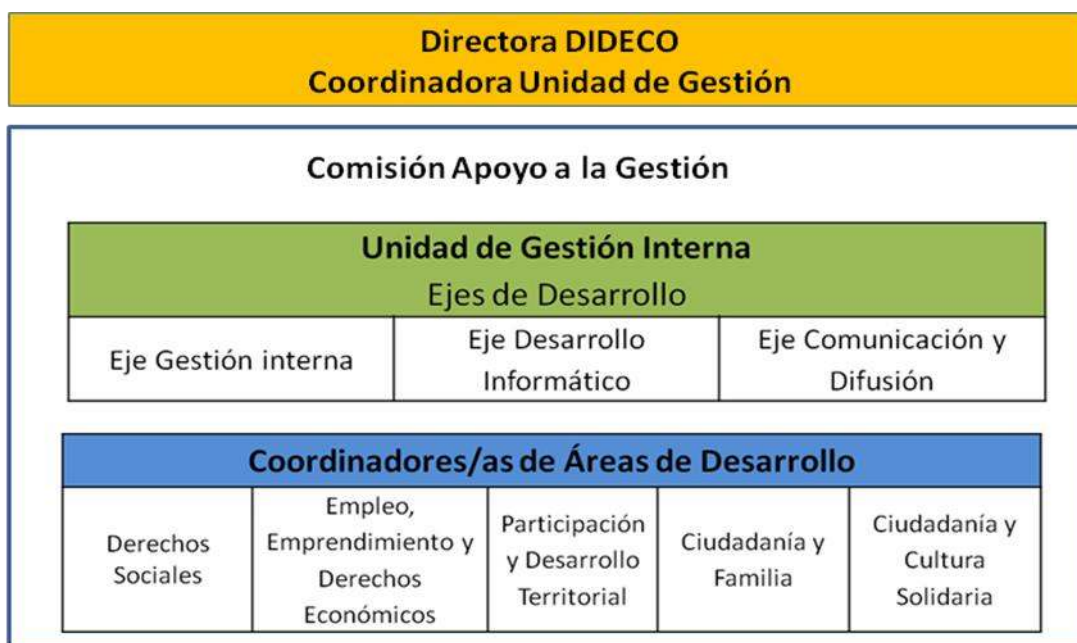 Directora DIDECO
Coordinadora Unidad de Gestión
Comisión Apoyo a la Gestión
Unidad de Gestión Interna
Ejes de Desarrollo
Eje Gestión interna
Eje Desarrollo
Informático
Eje Comunicación y
Difusión
Coordinadores/as de Áreas de Desarrollo
Derechos
Sociales
Empleo,
Emprendimiento y
Derechos
Económicos
Participación
y Desarrollo
Territorial
Ciudadanía y
Familia
Ciudadanía y
Cultura
Solidaria